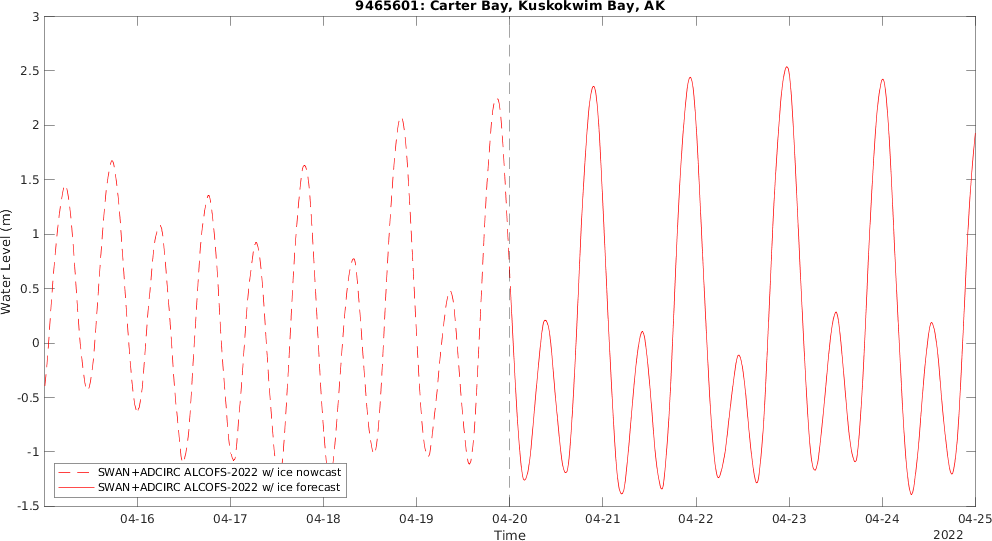 9465601: Carter Bay, Kuskokwim Bay, AK
3
2.5
2
1.5
1
0.5
0
-0.5
-1
-1.5
Water Level (m)
SWAN+ADCIRC ALCOFS-2022 w/ ice nowcast
SWAN+ADCIRC ALCOFS-2022 w/ ice forecast
04-16 04-17 04-18 04-19 04-20 04-21 04-22 04-23 04-24 04-25
Time
2022